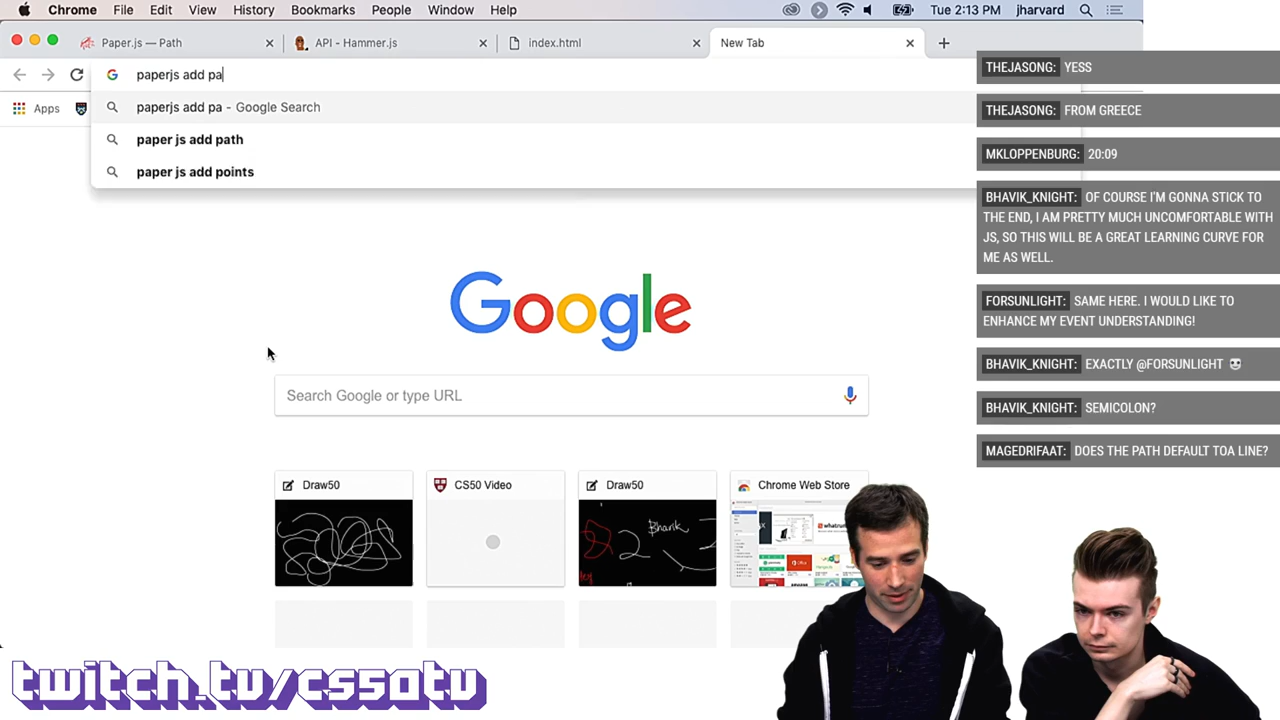 Chrome File Edit View History Bookmarks People Window Help Tue 2:13 PM jharvard
Paper.js — Path
API - Hammer.js
index.html
New Tab
paperjs add pa
Apps
paperjs add pa - Google Search
paper js add path
paper js add points
Google
Search Google or type URL
Draw50
CS50 Video
Draw50
Chrome Web Store
Bhavik
THEJASONG: YESS
THEJASONG: FROM GREECE
MKLOPPENBURG: 20:09
BHAVIK_KNIGHT: OF COURSE I'M GONNA STICK TO
THE END, I AM PRETTY MUCH UNCOMFORTABLE WITH
JS, SO THIS WILL BE A GREAT LEARNING CURVE FOR
ME AS WELL.
FORSUNLIGHT: SAME HERE. I WOULD LIKE TO
ENHANCE MY EVENT UNDERSTANDING!
BHAVIK_KNIGHT: EXACTLY @FORSUNLIGHT
BHAVIK_KNIGHT: SEMICOLON?
MAGEDRIFAAT: DOES THE PATH DEFAULT TOA LINE?
twitch.tv/cs50tv